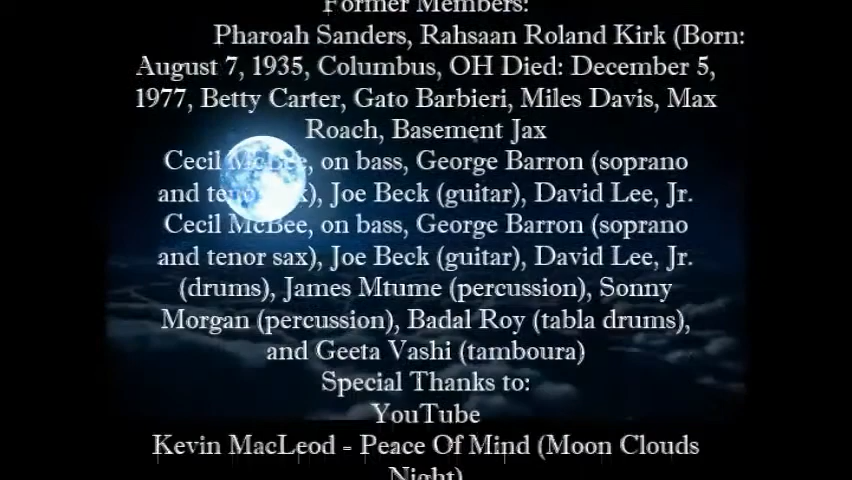 Former Members:
Pharoah Sanders, Rahsaan Roland Kirk (Born:
August 7, 1935, Columbus, OH Died: December 5,
1977, Betty Carter, Gato Barbieri, Miles Davis, Max
Roach, Basement Jax
Cecil McBee, on bass, George Barron (soprano
and tenor sax), Joe Beck (guitar), David Lee, Jr.
Cecil McBee, on bass, George Barron (soprano
and tenor sax), Joe Beck (guitar), David Lee, Jr.
(drums), James Mtume (percussion), Sonny
Morgan (percussion), Badal Roy (tabla drums),
and Geeta Vashi (tamboura)
Special Thanks to:
YouTube
Kevin MacLeod - Peace Of Mind (Moon Clouds
Night)